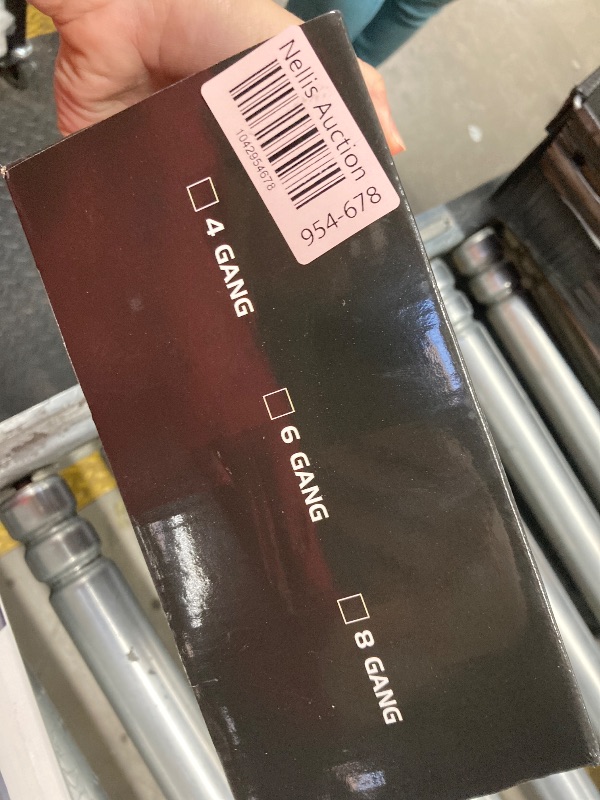 Nellis Auction
1042954678
954-678
4 GANG
6 GANG
8 GANG